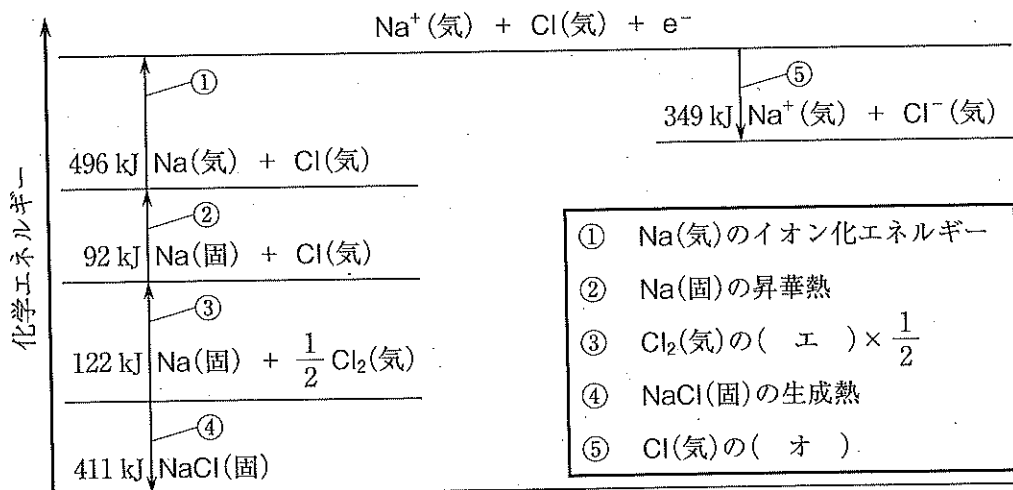 Na⁺(気) + Cl(気) + e⁻
①
⑤
349 kJ Na⁺(気) + Cl⁻(気)
496 kJ Na(気) + Cl(気)
②
92 kJ Na(固) + Cl(気)
③
122 kJ Na(固) + 1/2 Cl₂(気)
④
411 kJ NaCl(固)
化学エネルギー
① Na(気)のイオン化エネルギー
② Na(固)の昇華熱
③ Cl₂(気)の( エ )× 1/2
④ NaCl(固)の生成熱
⑤ Cl(気)の( オ )